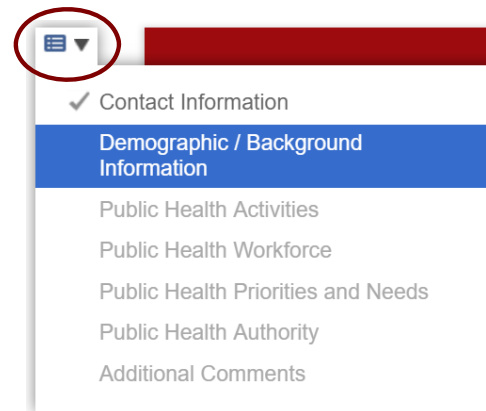 Contact Information
Demographic / Background
Information
Public Health Activities
Public Health Workforce
Public Health Priorities and Needs
Public Health Authority
Additional Comments